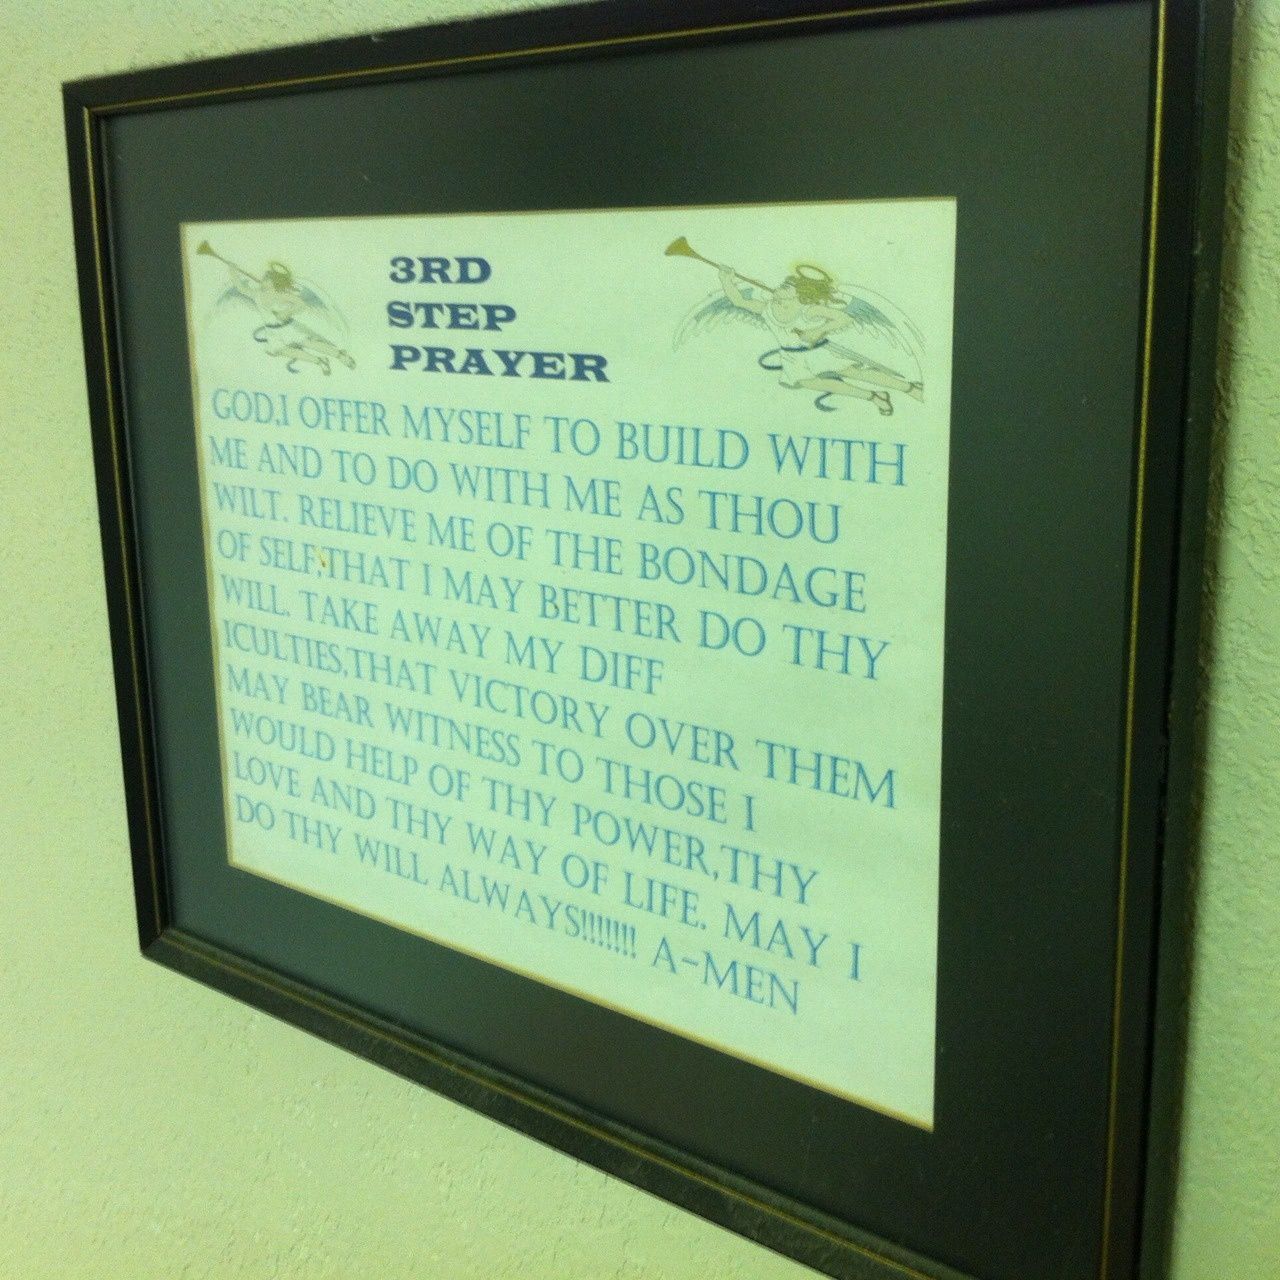 3RD
STEP
PRAYER
GOD,I OFFER MYSELF TO BUILD WITH
ME AND TO DO WITH ME AS THOU
WILT. RELIEVE ME OF THE BONDAGE
OF SELF,THAT I MAY BETTER DO THY
WILL. TAKE AWAY MY DIFF
ICULTIES,THAT VICTORY OVER THEM
MAY BEAR WITNESS TO THOSE I
WOULD HELP OF THY POWER,THY
LOVE AND THY WAY OF LIFE. MAY I
DO THY WILL ALWAYS!!!!!!! A-MEN